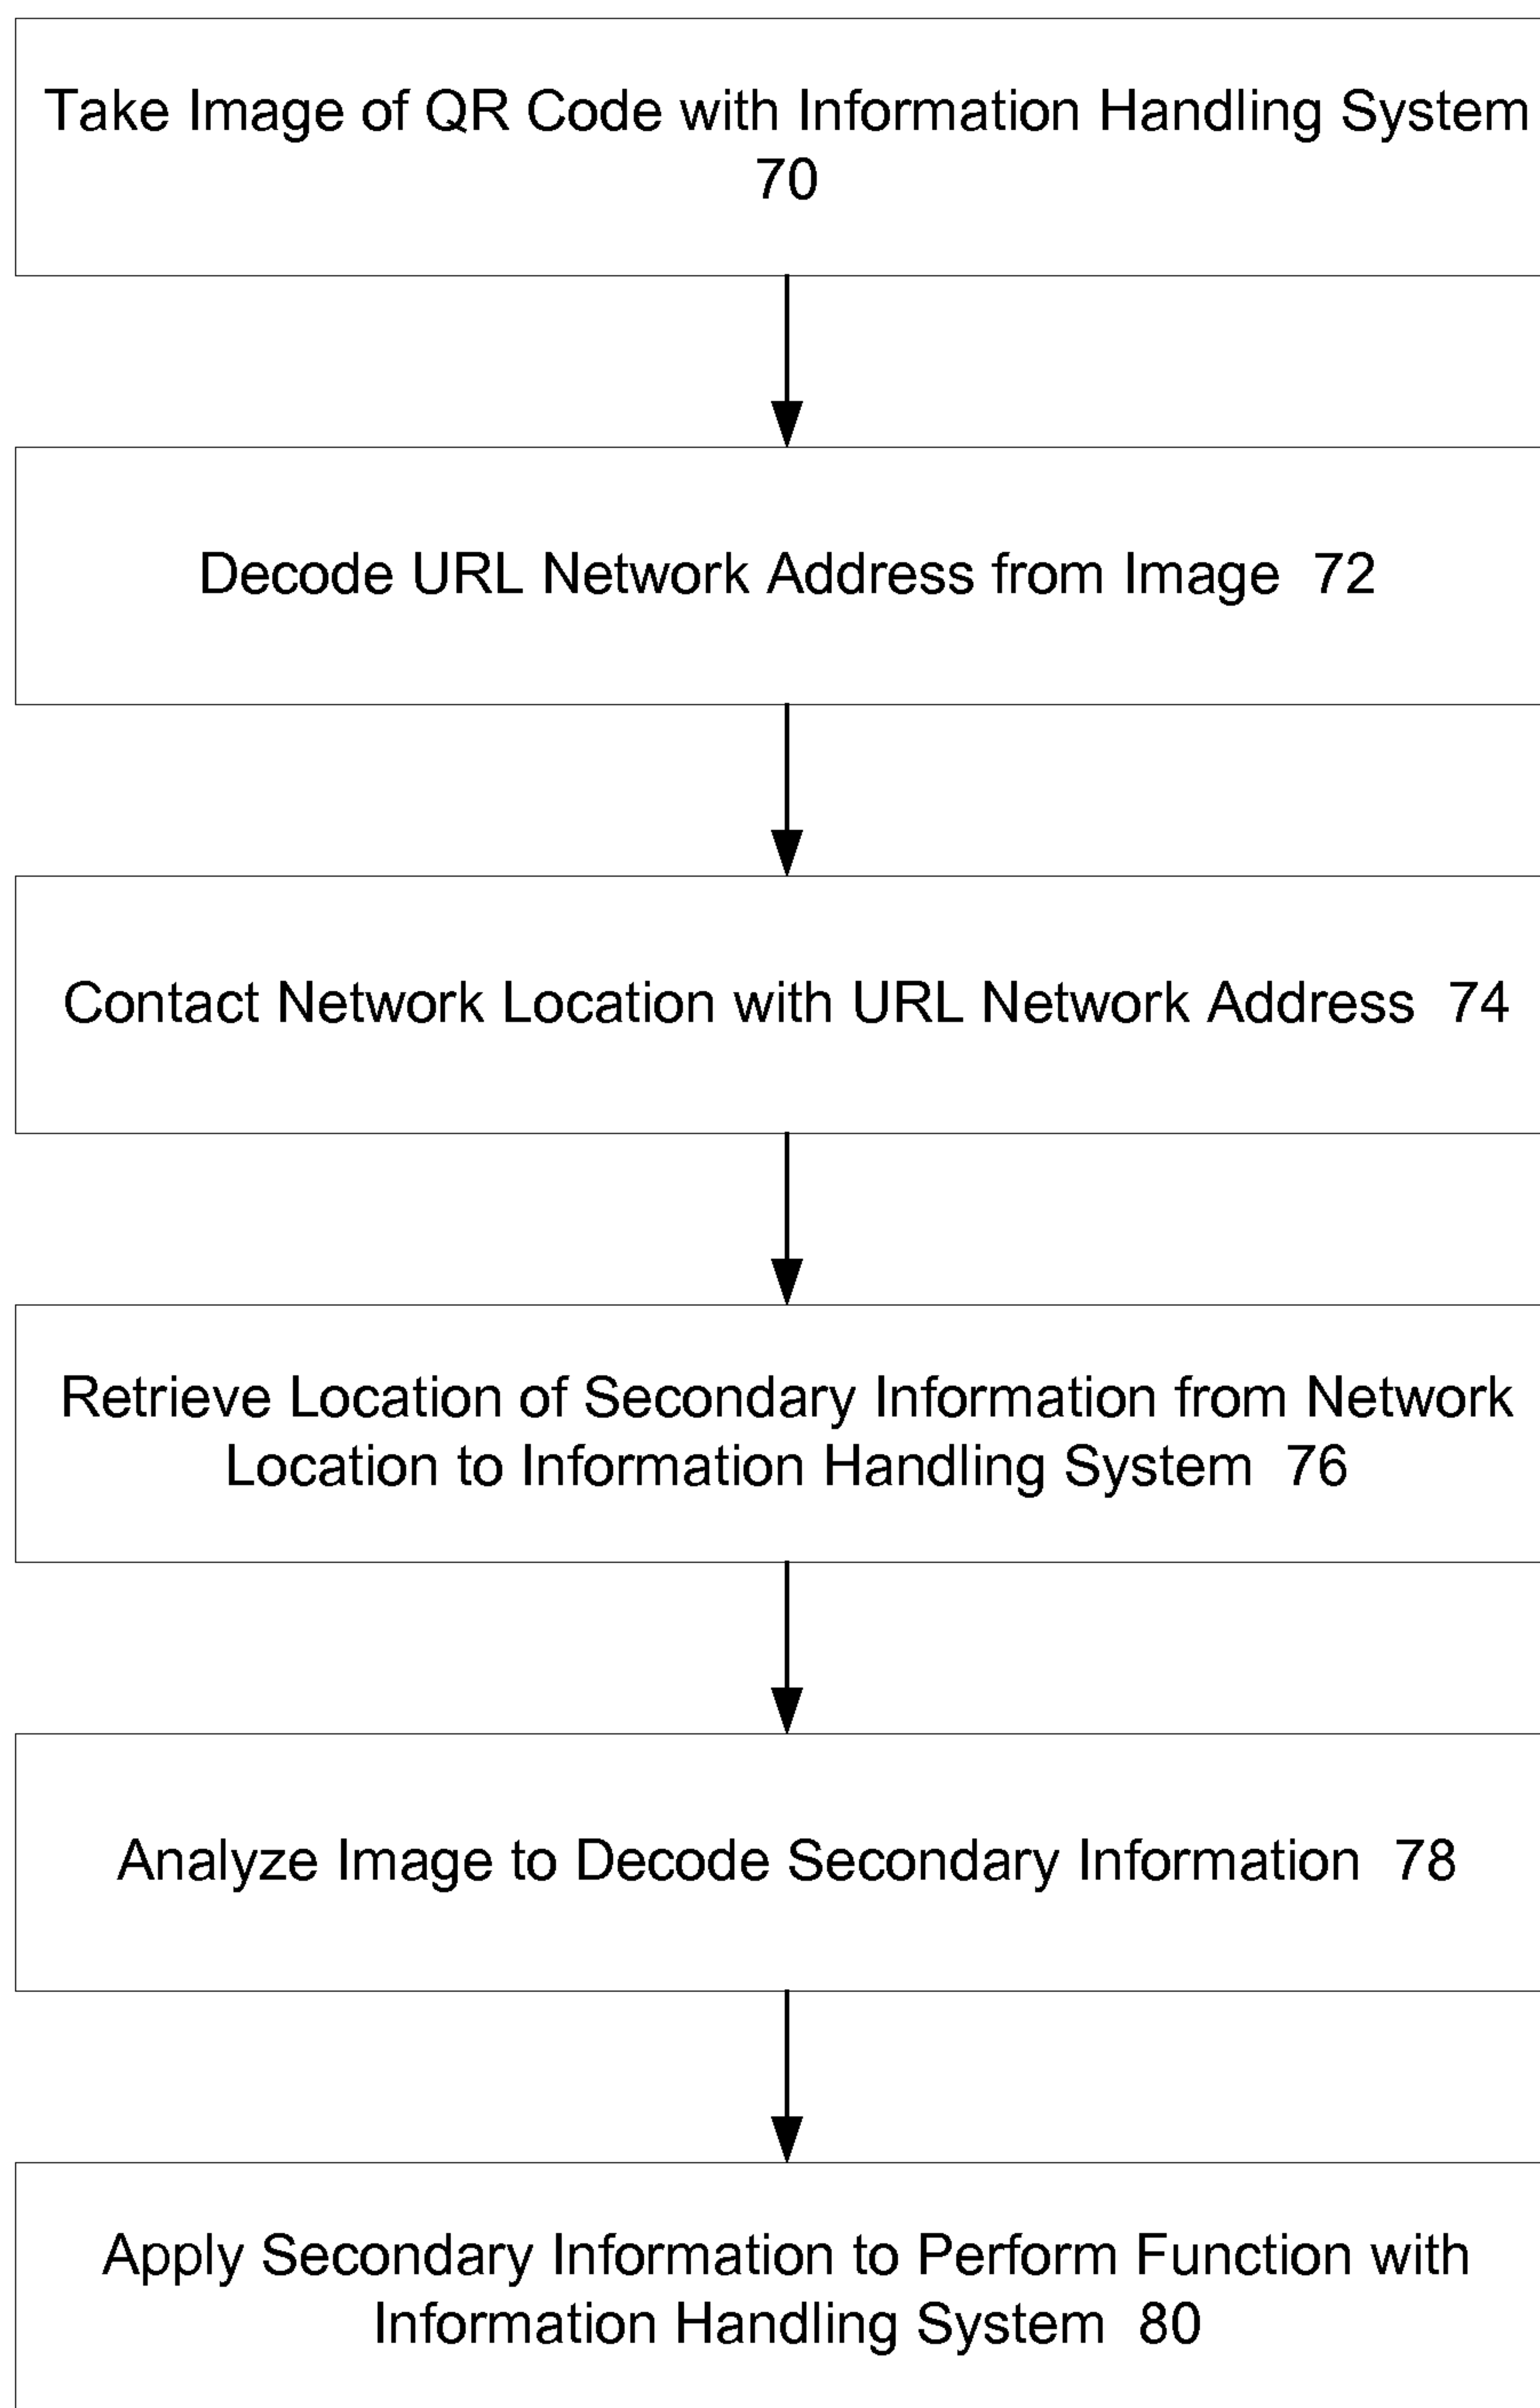 Take Image of QR Code with Information Handling System
70
Decode URL Network Address from Image 72
Contact Network Location with URL Network Address 74
Retrieve Location of Secondary Information from Network
Location to Information Handling System 76
Analyze Image to Decode Secondary Information 78
Apply Secondary Information to Perform Function with
Information Handling System 80